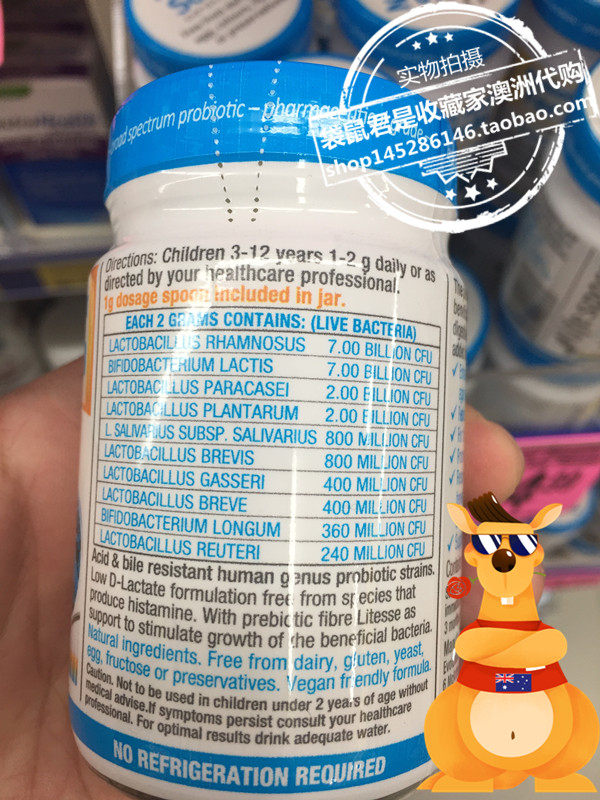 实物拍摄
袋鼠君是收藏家澳洲代购
shop145286146.taobao.com
broad spectrum probiotic –
Directions: Children 3-12 years 1-2 g daily or as
directed by your healthcare professional.
1g dosage spoon included in jar.
EACH 2 GRAMS CONTAINS: (LIVE BACTERIA)
LACTOBACILLUS RHAMNOSUS 7.00 BILLION CFU
BIFIDOBACTERIUM LACTIS 7.00 BILLION CFU
LACTOBACILLUS PARACASEI 2.00 BILLION CFU
LACTOBACILLUS PLANTARUM 2.00 BILLION CFU
L. SALIVARIUS SUBSP. SALIVARIUS 800 MILLION CFU
LACTOBACILLUS BREVIS 800 MILLION CFU
LACTOBACILLUS GASSERI 400 MILLION CFU
LACTOBACILLUS BREVE 400 MILLION CFU
BIFIDOBACTERIUM LONGUM 360 MILLION CFU
LACTOBACILLUS REUTERI 240 MILLION CFU
Acid & bile resistant human genus probiotic strains.
Low D-Lactate formulation free from species that
produce histamine. With prebiotic fibre Litesse as
support to stimulate growth of the beneficial bacteria.
Natural ingredients. Free from dairy, gluten, yeast,
egg, fructose or preservatives. Vegan friendly formula.
Caution. Not to be used in children under 2 years of age without
medical advise.If symptoms persist consult your healthcare
professional. For optimal results drink adequate water.
NO REFRIGERATION REQUIRED